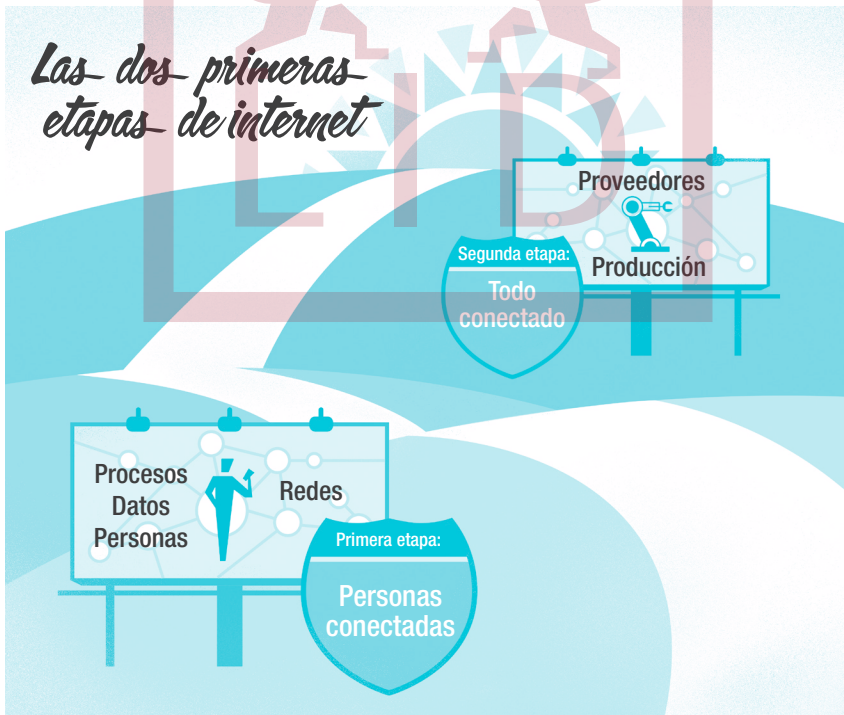 Las dos primeras
etapas de internet
Proveedores
Producción
Segunda etapa:
Todo
conectado
Procesos
Datos
Personas
Redes
Primera etapa:
Personas
conectadas
LTD